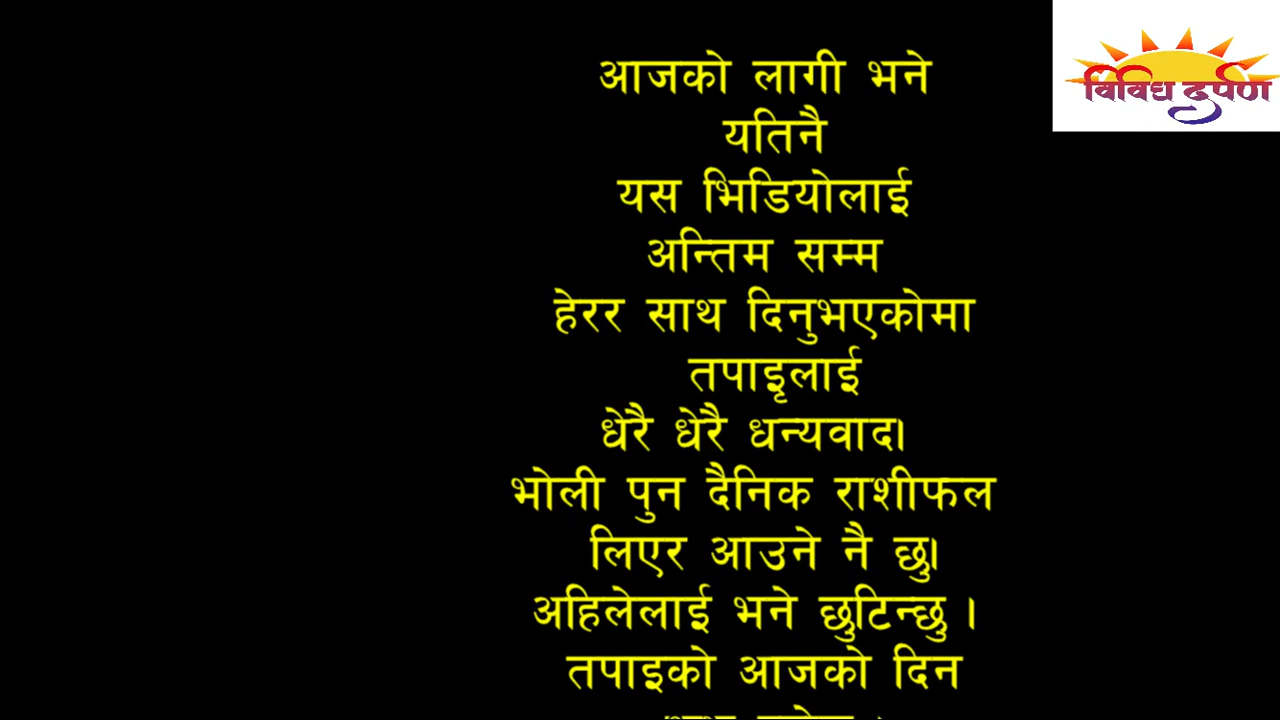 विविध दर्पण
आजको लागी भने
यतिनै
यस भिडियोलाई
अन्तिम सम्म
हेरर साथ दिनुभएकोमा
तपाइृलाई
धेरै धेरै धन्यवाद।
भोली पुन दैनिक राशीफल
लिएर आउने नै छु।
अहिलेलाई भने छुटिन्छु ।
तपाइको आजको दिन